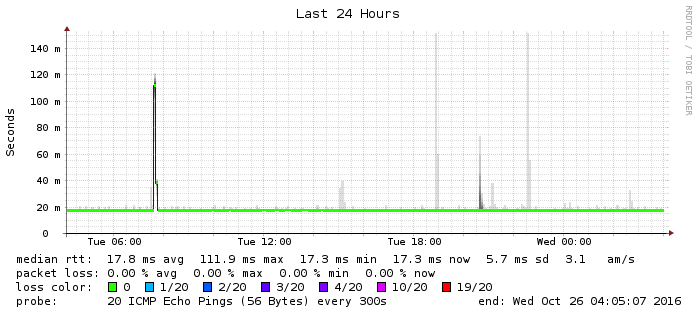 Last 24 Hours
RRDTOOL / TOBI OETIKER
Seconds
140 m
120 m
100 m
80 m
60 m
40 m
20 m
0
Tue 06:00 Tue 12:00 Tue 18:00 Wed 00:00
median rtt: 17.8 ms avg 111.9 ms max 17.3 ms min 17.3 ms now 5.7 ms sd 3.1 am/s
packet loss: 0.00 % avg 0.00 % max 0.00 % min 0.00 % now
loss color: 0 1/20 2/20 3/20 4/20 10/20 19/20
probe: 20 ICMP Echo Pings (56 Bytes) every 300s end: Wed Oct 26 04:05:07 2016